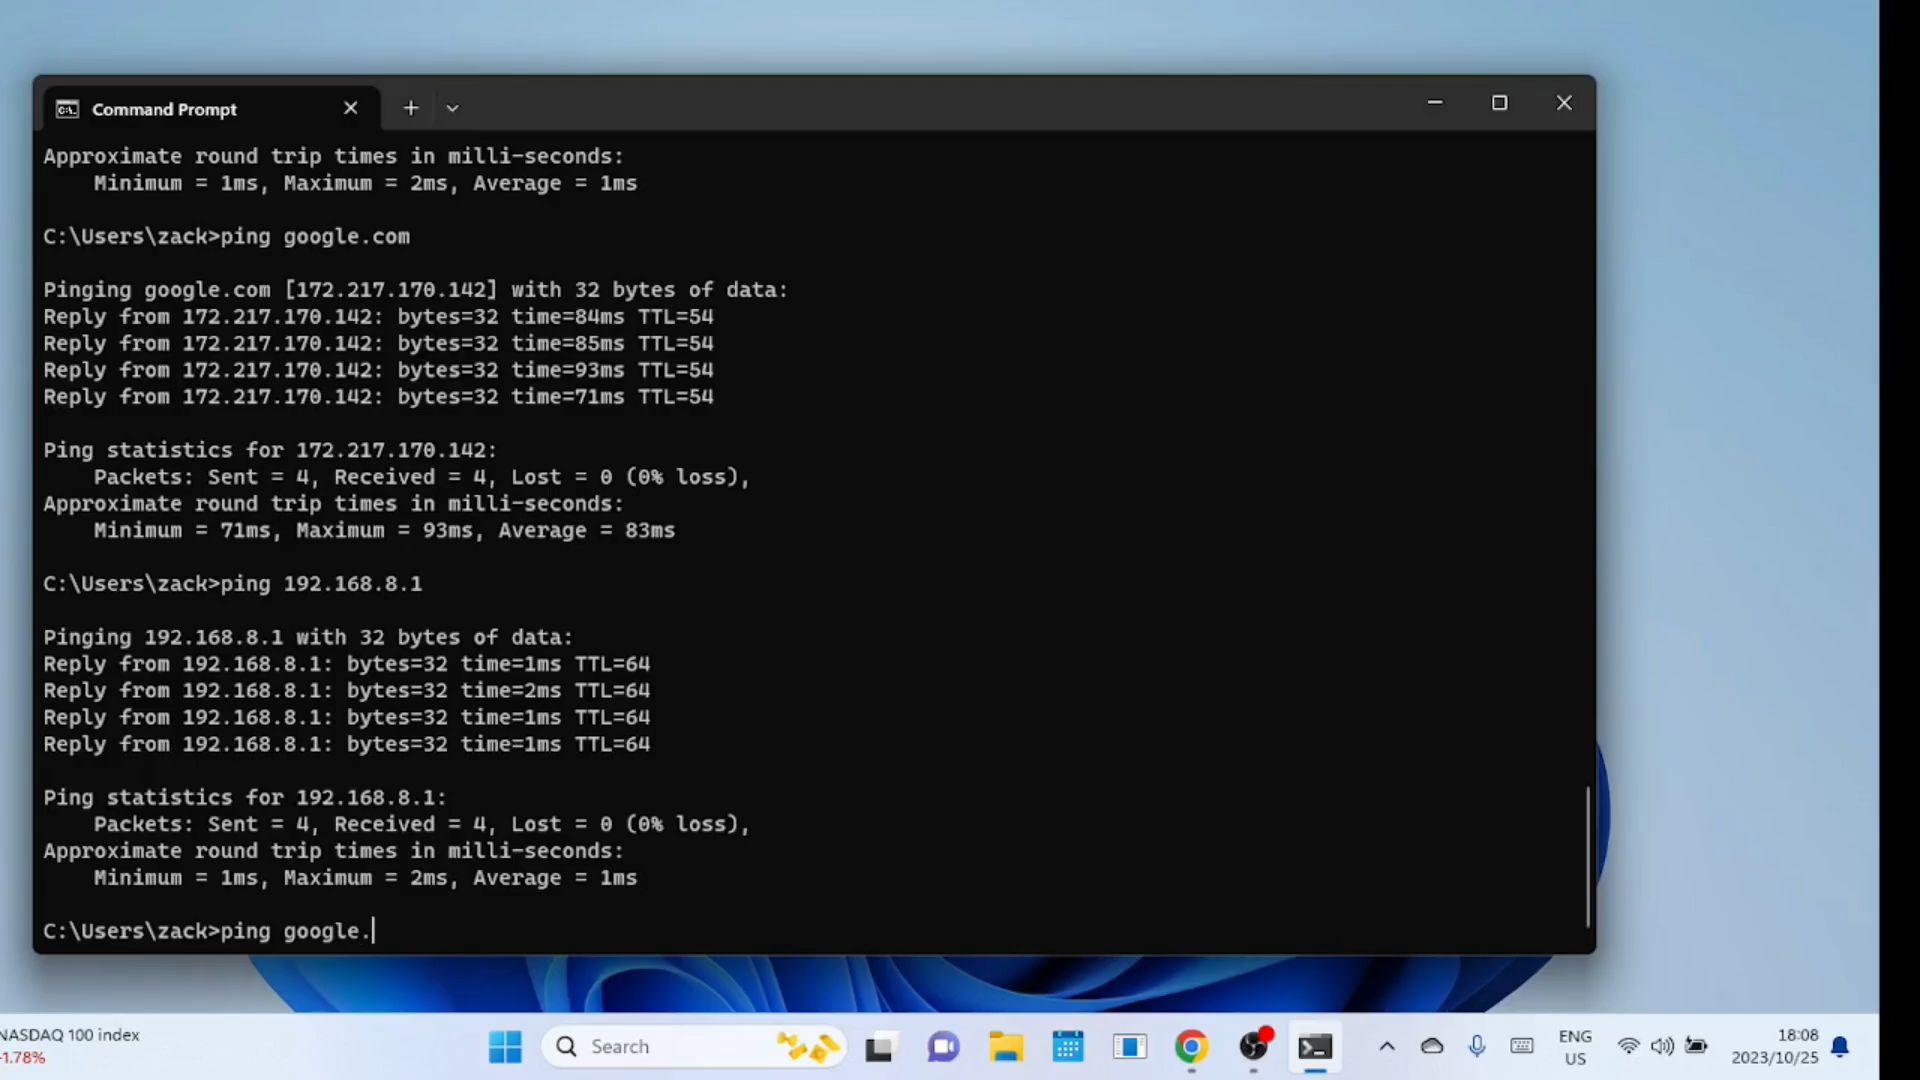 Command Prompt
Approximate round trip times in milli-seconds:
Minimum = 1ms, Maximum = 2ms, Average = 1ms
C:\Users\zack>ping google.com
Pinging google.com [172.217.170.142] with 32 bytes of data:
Reply from 172.217.170.142: bytes=32 time=84ms TTL=54
Reply from 172.217.170.142: bytes=32 time=85ms TTL=54
Reply from 172.217.170.142: bytes=32 time=93ms TTL=54
Reply from 172.217.170.142: bytes=32 time=71ms TTL=54
Ping statistics for 172.217.170.142:
Packets: Sent = 4, Received = 4, Lost = 0 (0% loss),
Approximate round trip times in milli-seconds:
Minimum = 71ms, Maximum = 93ms, Average = 83ms
C:\Users\zack>ping 192.168.8.1
Pinging 192.168.8.1 with 32 bytes of data:
Reply from 192.168.8.1: bytes=32 time=1ms TTL=64
Reply from 192.168.8.1: bytes=32 time=2ms TTL=64
Reply from 192.168.8.1: bytes=32 time=1ms TTL=64
Reply from 192.168.8.1: bytes=32 time=1ms TTL=64
Ping statistics for 192.168.8.1:
Packets: Sent = 4, Received = 4, Lost = 0 (0% loss),
Approximate round trip times in milli-seconds:
Minimum = 1ms, Maximum = 2ms, Average = 1ms
C:\Users\zack>ping google.
NASDAQ 100 index
-1.78%
Search
ENG
US
18:08
2023/10/25